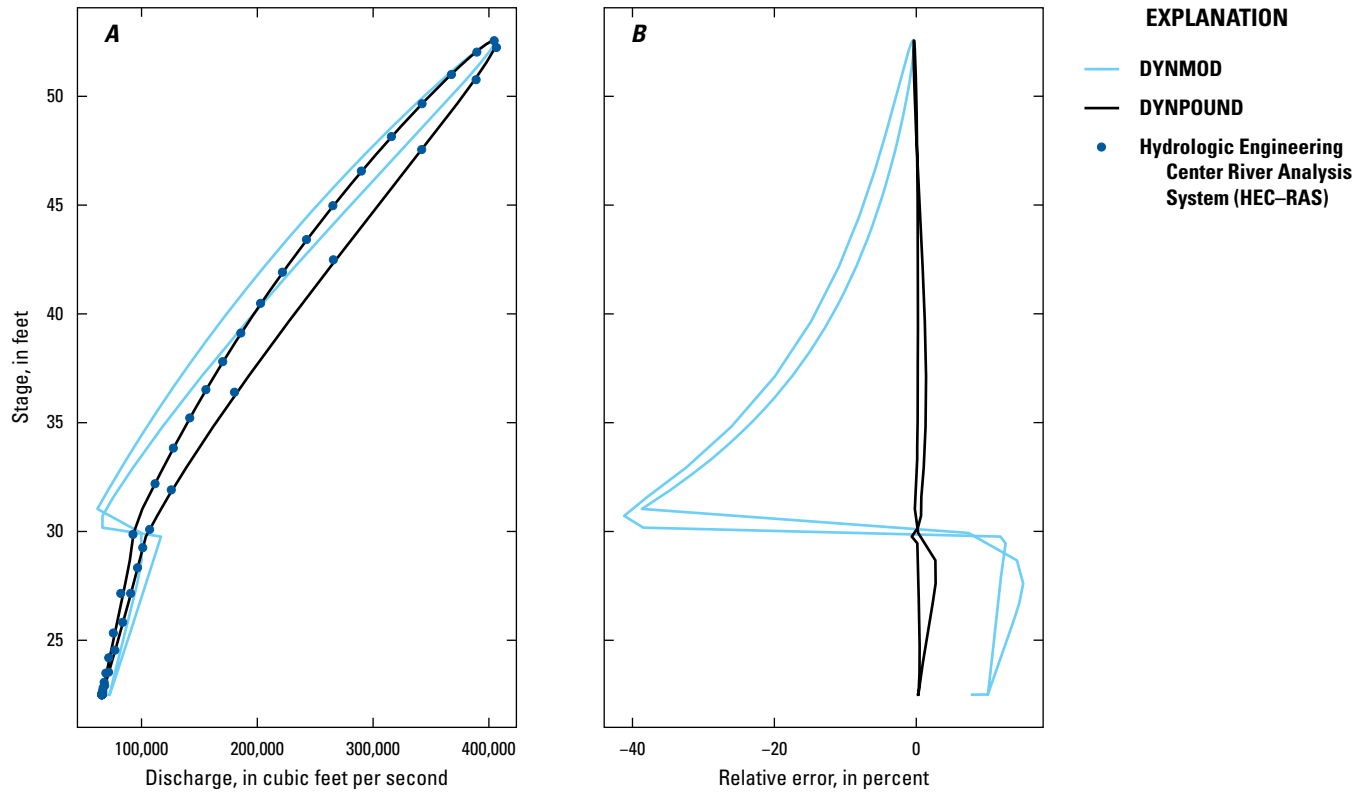 A
50
45
40
35
30
25
Stage, in feet
100,000 200,000 300,000 400,000
Discharge, in cubic feet per second
B
−40 −20 0
Relative error, in percent
EXPLANATION
DYNMOD
DYNPOUND
Hydrologic Engineering
Center River Analysis
System (HEC–RAS)